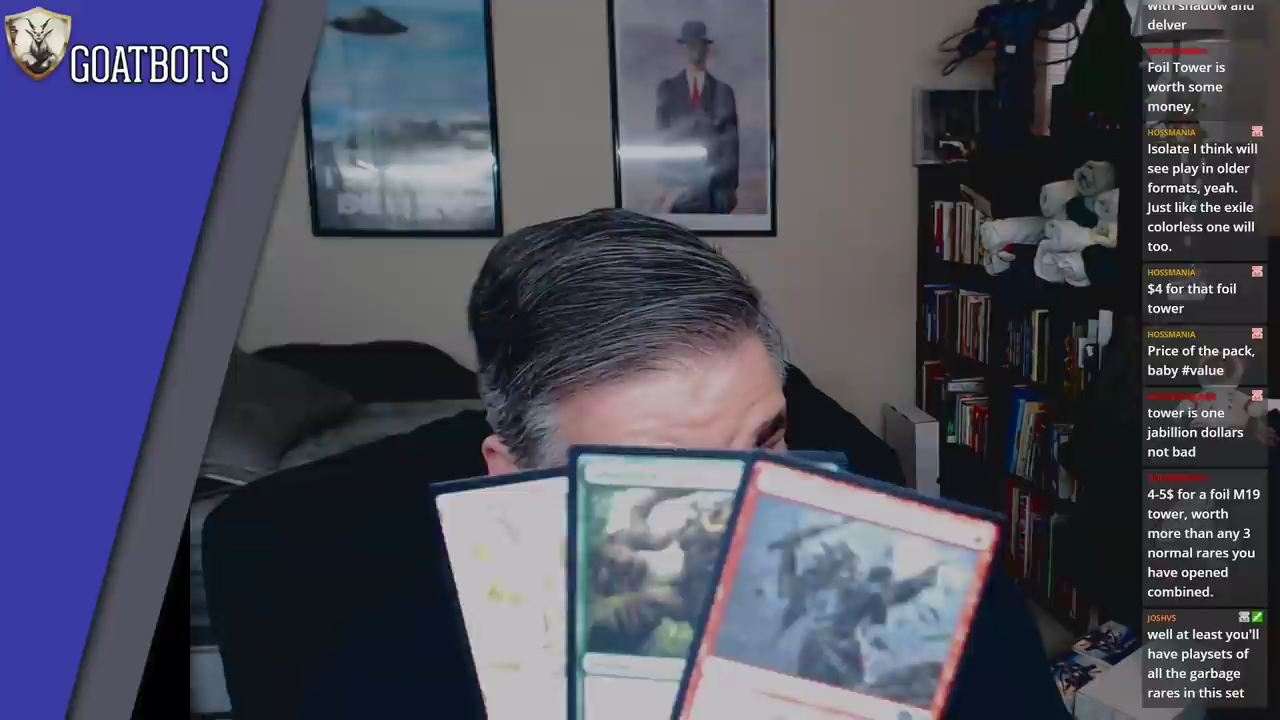 GOATBOTS
with shadow and
delver
Foil Tower is
worth some
money.
HOSSMANIA
Isolate I think will
see play in older
formats, yeah.
Just like the exile
colorless one will
too.
HOSSMANIA
$4 for that foil
tower
HOSSMANIA
Price of the pack,
baby #value
tower is one
jabillion dollars
not bad
4-5$ for a foil M19
tower, worth
more than any 3
normal rares you
have opened
combined.
JOSHVS
well at least you'll
have playsets of
all the garbage
rares in this set